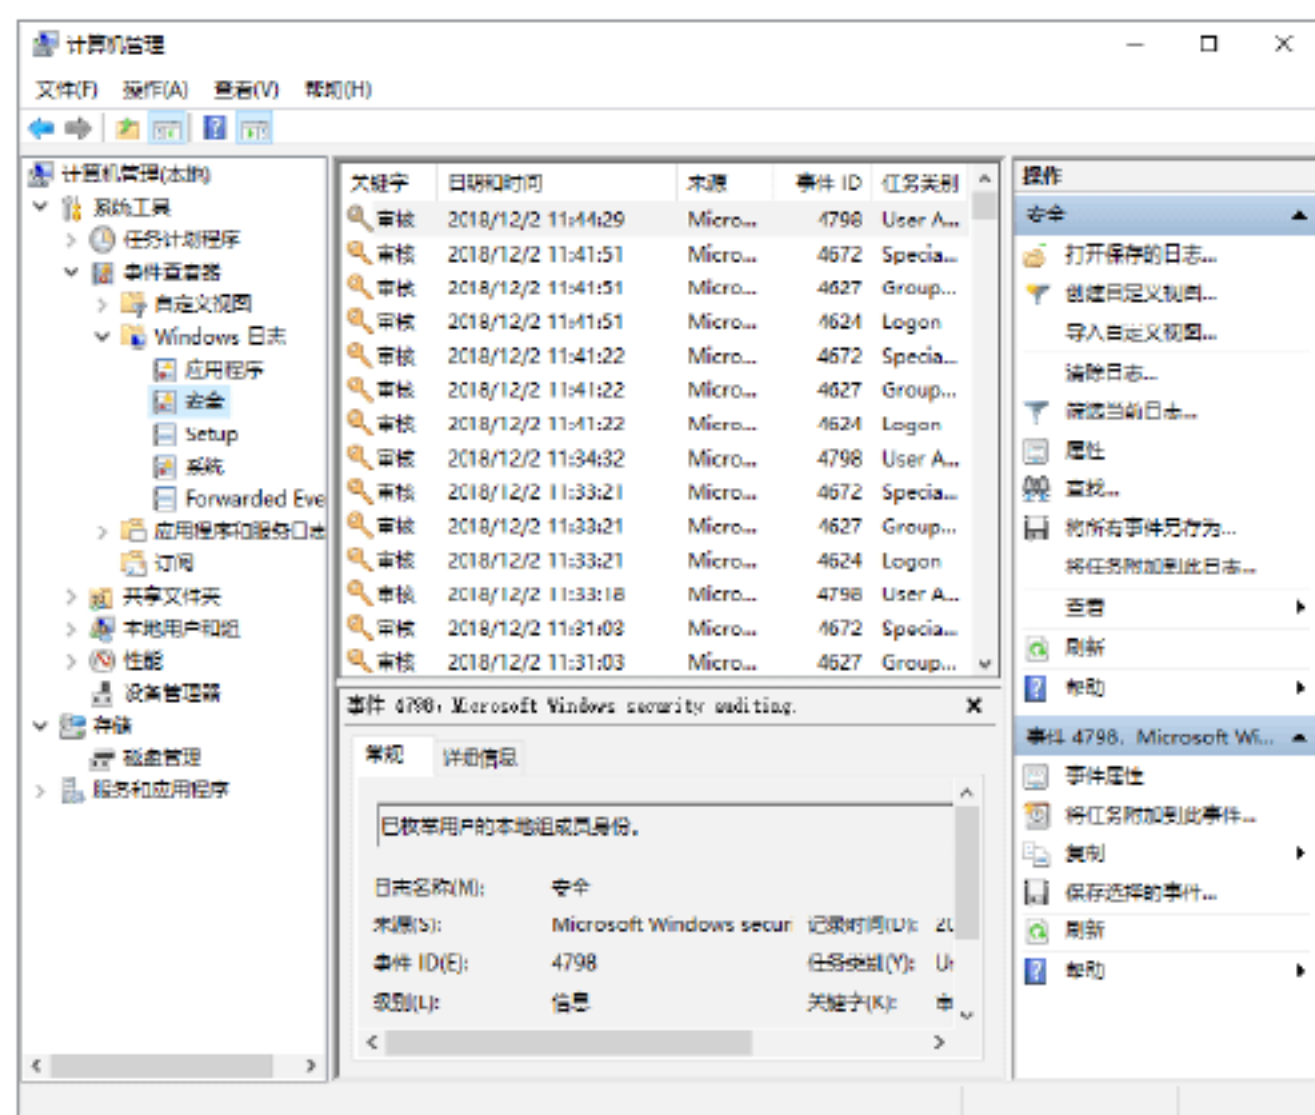 计算机管理
文件(F) 操作(A) 查看(V) 帮助(H)
计算机管理(本地)
系统工具
任务计划程序
事件查看器
自定义视图
Windows 日志
应用程序
安全
Setup
系统
Forwarded Eve
应用程序和服务日志
订阅
共享文件夹
本地用户和组
性能
设备管理器
存储
磁盘管理
服务和应用程序
关键字 日期和时间 来源 事件 ID 任务类别
审核 2018/12/2 11:44:29 Micro... 4798 User A...
审核 2018/12/2 11:41:51 Micro... 4672 Specia...
审核 2018/12/2 11:41:51 Micro... 4627 Group...
审核 2018/12/2 11:41:51 Micro... 4624 Logon
审核 2018/12/2 11:41:22 Micro... 4672 Specia...
审核 2018/12/2 11:41:22 Micro... 4627 Group...
审核 2018/12/2 11:41:22 Micro... 4624 Logon
审核 2018/12/2 11:34:32 Micro... 4798 User A...
审核 2018/12/2 11:33:21 Micro... 4672 Specia...
审核 2018/12/2 11:33:21 Micro... 4627 Group...
审核 2018/12/2 11:33:21 Micro... 4624 Logon
审核 2018/12/2 11:33:18 Micro... 4798 User A...
审核 2018/12/2 11:31:03 Micro... 4672 Specia...
审核 2018/12/2 11:31:03 Micro... 4627 Group...
事件 4798, Microsoft Windows security auditing.
常规 详细信息
已枚举用户的本地组成员身份。
日志名称(M): 安全
来源(S): Microsoft Windows securi 记录时间(D): 20
事件 ID(E): 4798 任务类别(Y): Us
级别(L): 信息 关键字(K): 审
操作
安全
打开保存的日志...
创建自定义视图...
导入自定义视图...
清除日志...
筛选当前日志...
属性
查找...
将所有事件另存为...
将任务附加到此日志...
查看
刷新
帮助
事件 4798, Microsoft Wi...
事件属性
将任务附加到此事件...
复制
保存选择的事件...
刷新
帮助